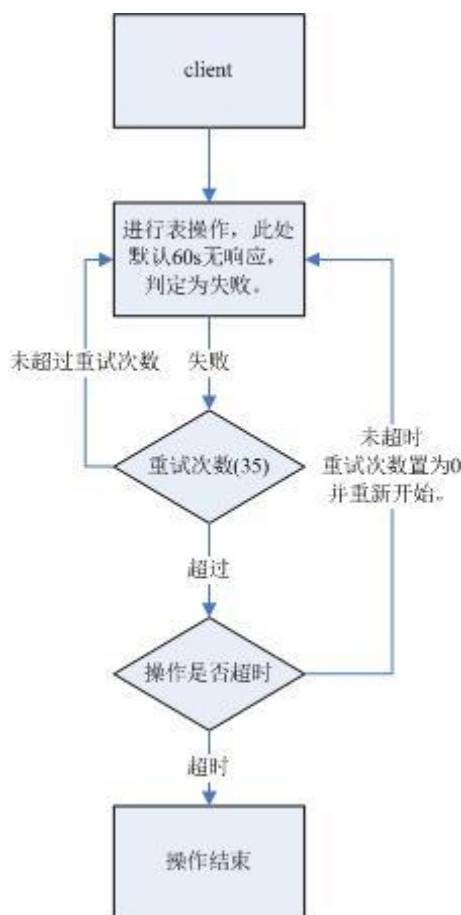 client
进行表操作，此处
默认60s无响应，
判定为失败。
未超过重试次数
失败
重试次数(35)
未超时
重试次数置为0
并重新开始。
超过
操作是否超时
超时
操作结束